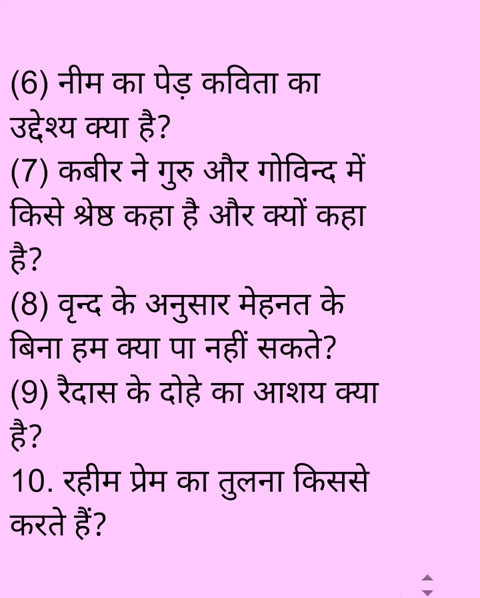 (6) नीम का पेड़ कविता का
उद्देश्य क्या है?
(7) कबीर ने गुरु और गोविन्द में
किसे श्रेष्ठ कहा है और क्यों कहा
है?
(8) वृन्द के अनुसार मेहनत के
बिना हम क्या पा नहीं सकते?
(9) रैदास के दोहे का आशय क्या
है?
10. रहीम प्रेम का तुलना किससे
करते हैं?